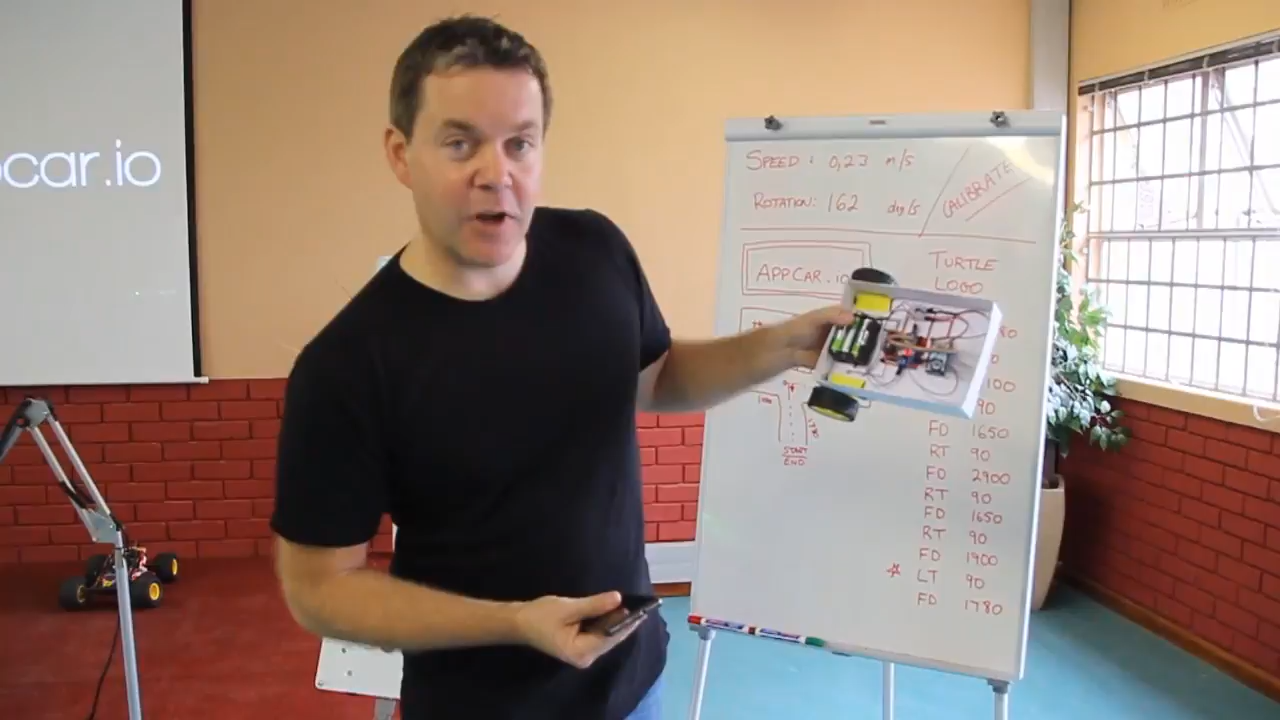 car.io
SPEED : 0,23 m/s
ROTATION: 162 deg/s
CALIBRATE
APPCAR.io
TURTLE
LOGO
100
90
FD 1650
RT 90
FD 2900
RT 90
FD 1650
RT 90
FD 1900
☆ LT 90
FD 1780
START
END